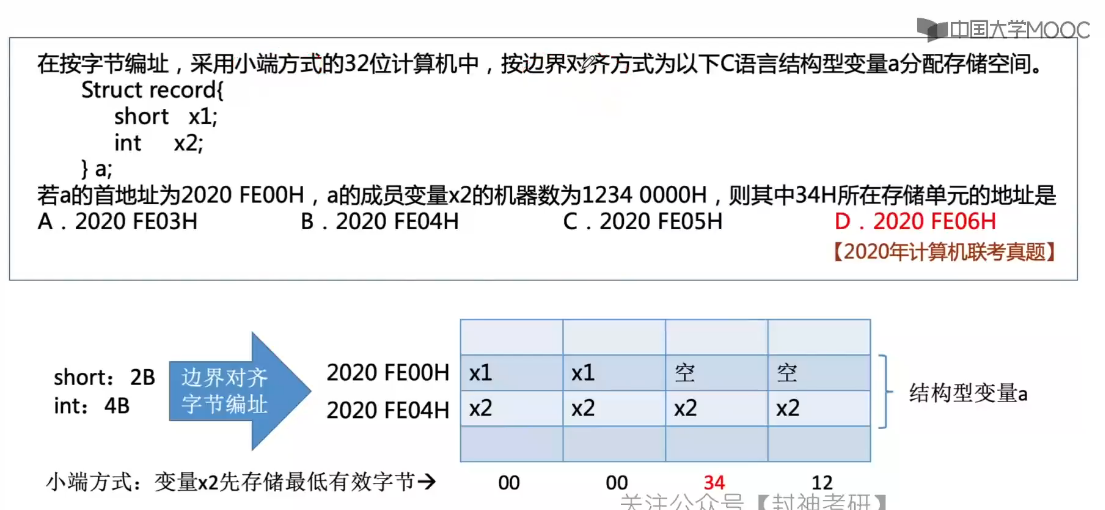 中国大学MOOC
在按字节编址，采用小端方式的32位计算机中，按边界对齐方式为以下C语言结构型变量a分配存储空间。
Struct record{
short x1;
int x2;
} a;
若a的首地址为2020 FE00H，a的成员变量x2的机器数为1234 0000H，则其中34H所在存储单元的地址是
A．2020 FE03H B．2020 FE04H C．2020 FE05H D．2020 FE06H
【2020年计算机联考真题】
short：2B
int：4B
边界对齐
字节编址
2020 FE00H x1 x1 空 空
2020 FE04H x2 x2 x2 x2
结构型变量a
小端方式：变量x2先存储最低有效字节→ 00 00 34 12
关注公众号【封神考研】